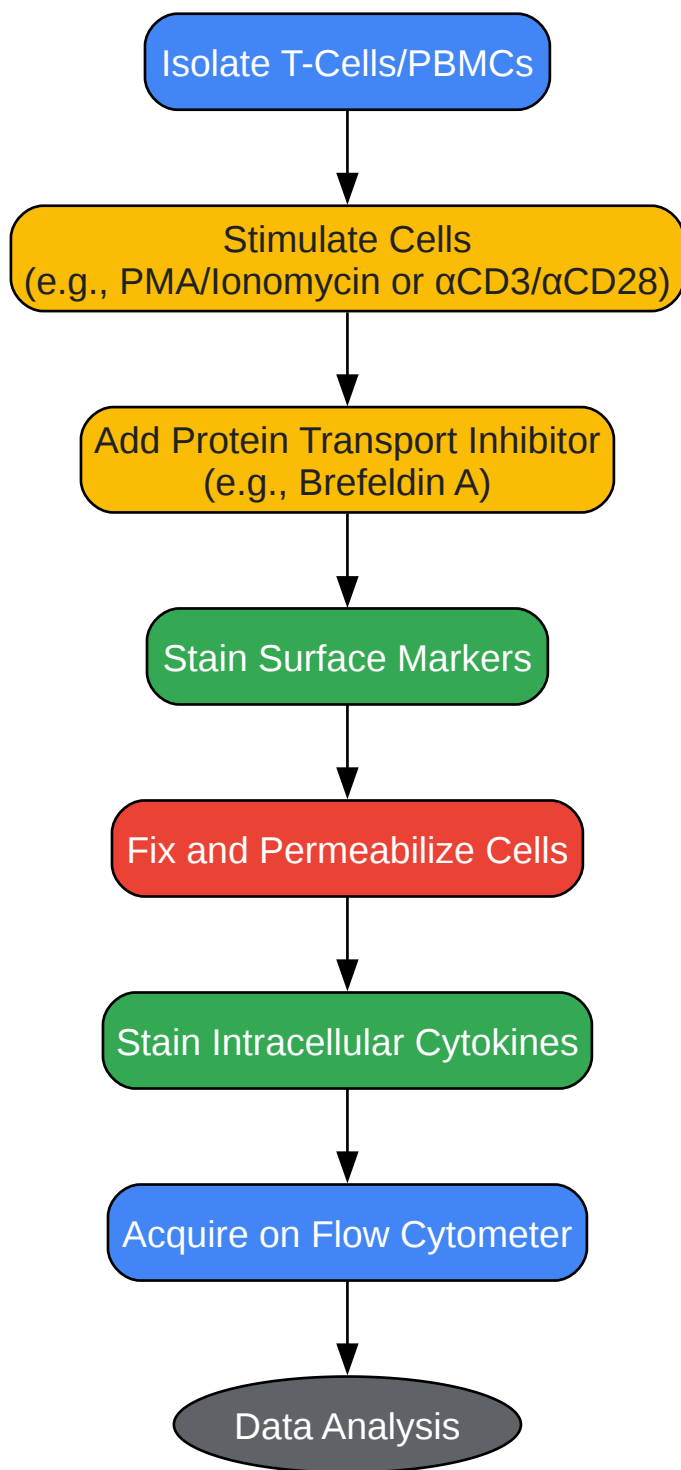 Isolate T-Cells/PBMCs
Stimulate Cells
(e.g., PMA/Ionomycin or αCD3/αCD28)
Add Protein Transport Inhibitor
(e.g., Brefeldin A)
Stain Surface Markers
Fix and Permeabilize Cells
Stain Intracellular Cytokines
Acquire on Flow Cytometer
Data Analysis